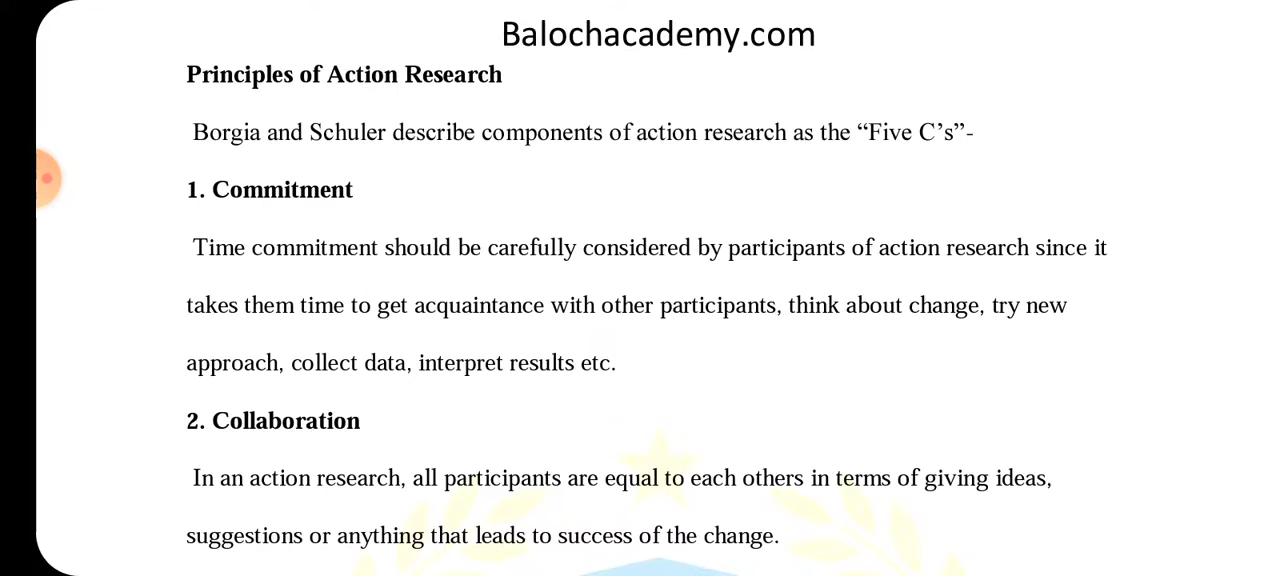 Balochacademy.com
Principles of Action Research
Borgia and Schuler describe components of action research as the “Five C’s”-
1. Commitment
Time commitment should be carefully considered by participants of action research since it
takes them time to get acquaintance with other participants, think about change, try new
approach, collect data, interpret results etc.
2. Collaboration
In an action research, all participants are equal to each others in terms of giving ideas,
suggestions or anything that leads to success of the change.